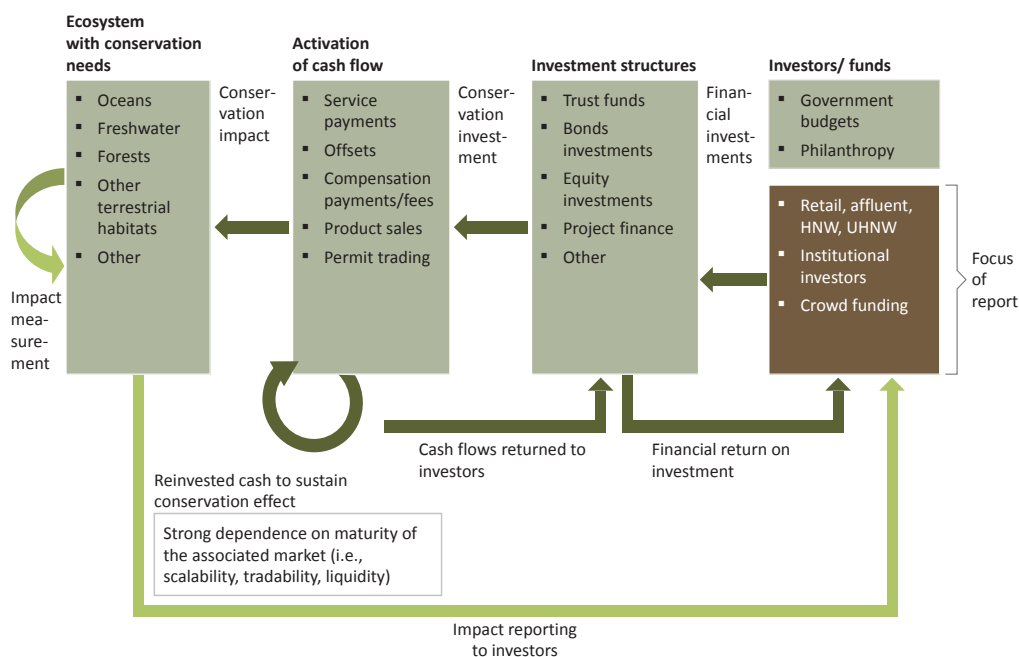 Ecosystem
with conservation
needs
▪ Oceans
▪ Freshwater
▪ Forests
▪ Other
terrestrial
habitats
▪ Other
Impact
mea-
sure-
ment
Conser-
vation
impact
Activation
of cash flow
▪ Service
payments
▪ Offsets
▪ Compensation
payments/fees
▪ Product sales
▪ Permit trading
Conser-
vation
invest-
ment
Investment structures
▪ Trust funds
▪ Bonds
investments
▪ Equity
investments
▪ Project finance
▪ Other
Finan-
cial
invest-
ments
Investors/ funds
▪ Government
budgets
▪ Philanthropy
▪ Retail, affluent,
HNW, UHNW
▪ Institutional
investors
▪ Crowd funding
Focus
of
report
Cash flows returned to
investors
Financial return on
investment
Reinvested cash to sustain
conservation effect
Strong dependence on maturity of
the associated market (i.e.,
scalability, tradability, liquidity)
Impact reporting
to investors